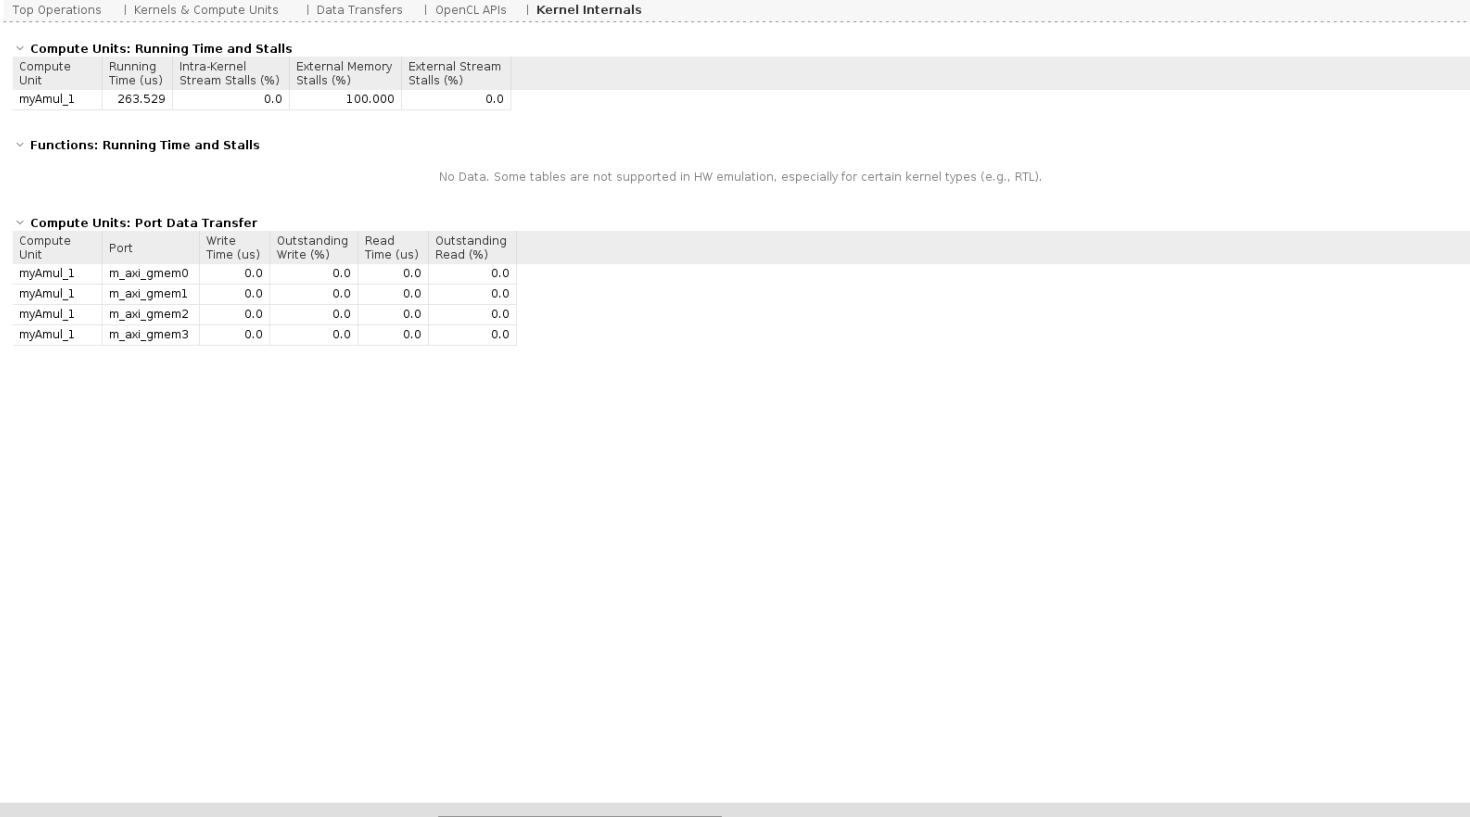 Top Operations | Kernels & Compute Units | Data Transfers | OpenCL APIs | Kernel Internals
Compute Units: Running Time and Stalls
Compute Unit Running Time (us) Intra-Kernel Stream Stalls (%) External Memory Stalls (%) External Stream Stalls (%)
myAmul_1 263.529 0.0 100.000 0.0
Functions: Running Time and Stalls
No Data. Some tables are not supported in HW emulation, especially for certain kernel types (e.g., RTL).
Compute Units: Port Data Transfer
Compute Unit Port Write Time (us) Outstanding Write (%) Read Time (us) Outstanding Read (%)
myAmul_1 m_axi_gmem0 0.0 0.0 0.0 0.0
myAmul_1 m_axi_gmem1 0.0 0.0 0.0 0.0
myAmul_1 m_axi_gmem2 0.0 0.0 0.0 0.0
myAmul_1 m_axi_gmem3 0.0 0.0 0.0 0.0